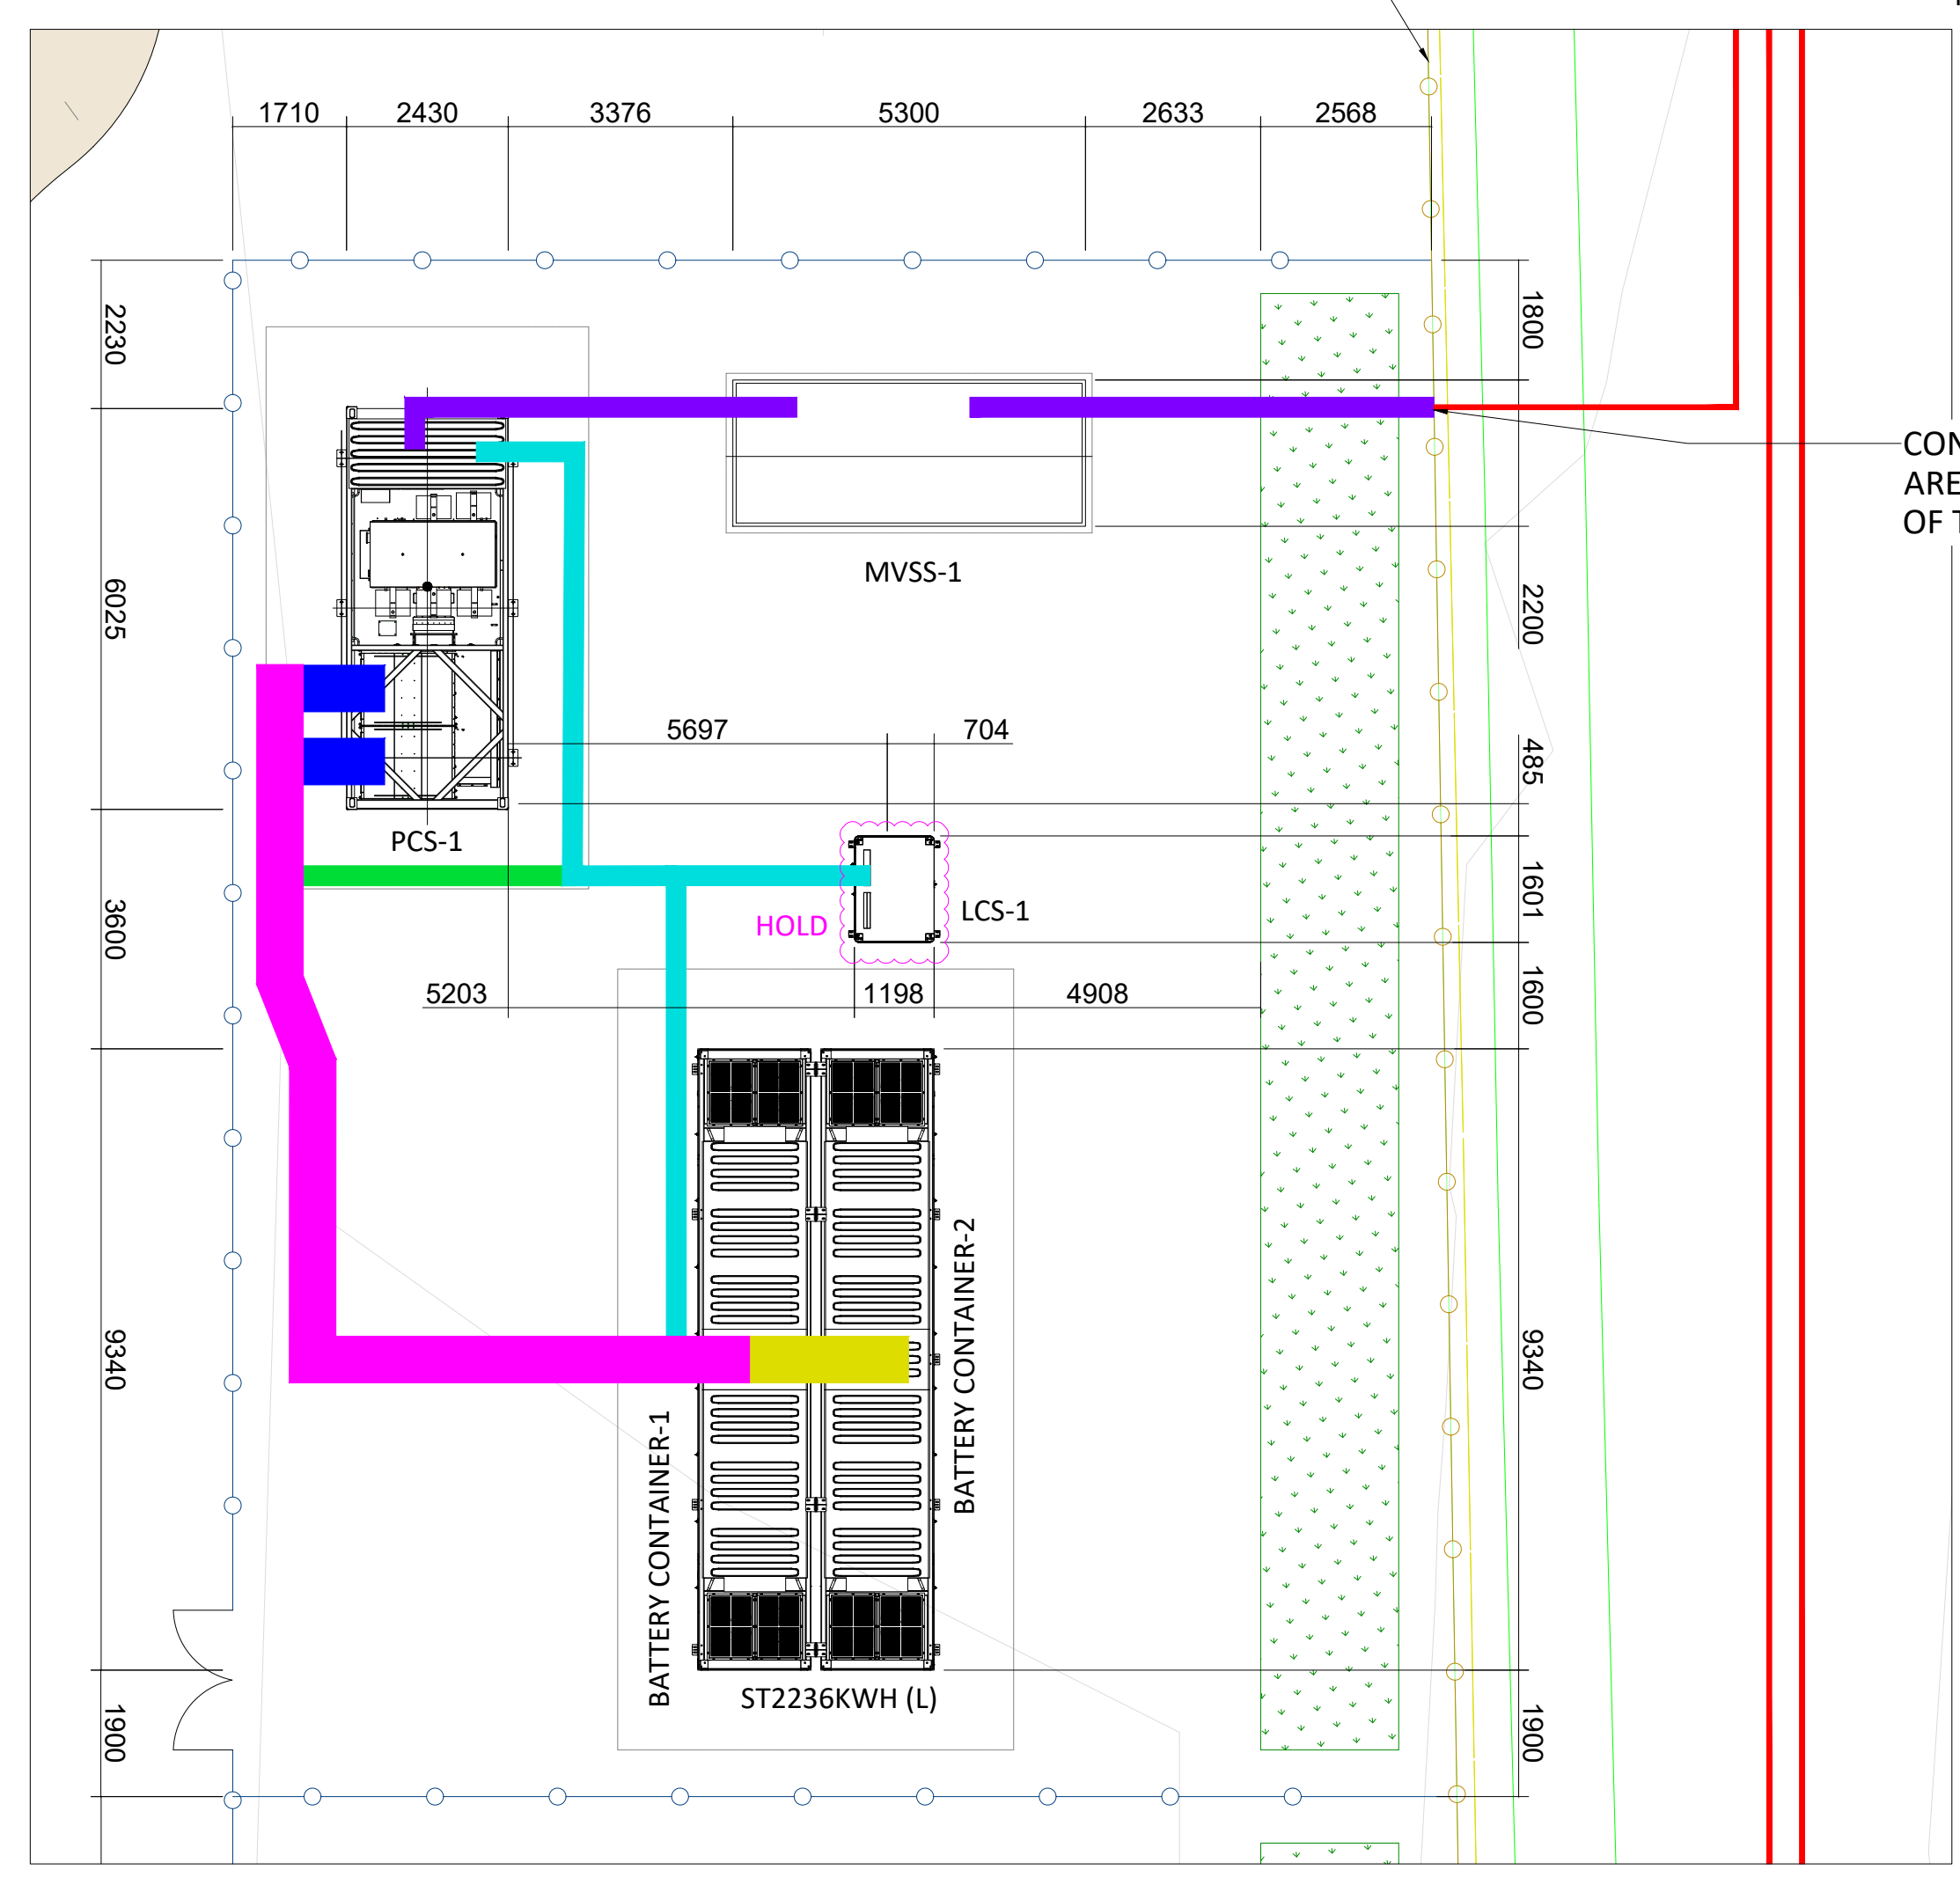 1710 2430 3376 5300 2633 2568
2230
1800
CON
ARE
OF T
MVSS-1
6025
2200
5697 704
485
PCS-1
1601
LCS-1
HOLD
3600
1600
5203 1198 4908
BATTERY CONTAINER-2
9340
9340
BATTERY CONTAINER-1
ST2236KWH (L)
1900
1900